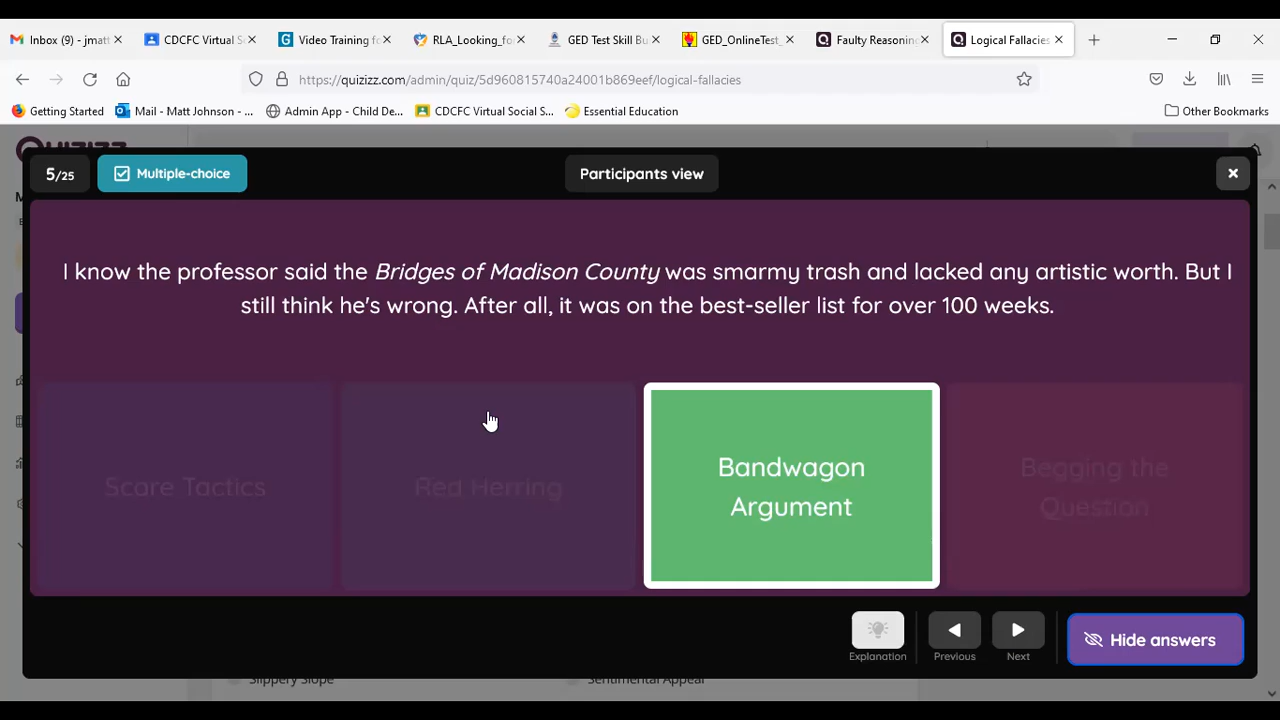 Inbox (9) - jmatt
CDCFC Virtual S
Video Training fo
RLA_Looking_fo
GED Test Skill Bu
GED_OnlineTest_
Faulty Reasoning
Logical Fallacies
https://quizizz.com/admin/quiz/5d960815740a24001b869eef/logical-fallacies
Getting Started
Mail - Matt Johnson - ...
Admin App - Child De...
CDCFC Virtual Social S...
Essential Education
Other Bookmarks
5/25
Multiple-choice
Participants view
I know the professor said the Bridges of Madison County was smarmy trash and lacked any artistic worth. But I
still think he's wrong. After all, it was on the best-seller list for over 100 weeks.
Scare Tactics
Red Herring
Bandwagon
Argument
Begging the
Question
Explanation
Previous
Next
Hide answers
Slippery Slope
Sentimental Appeal